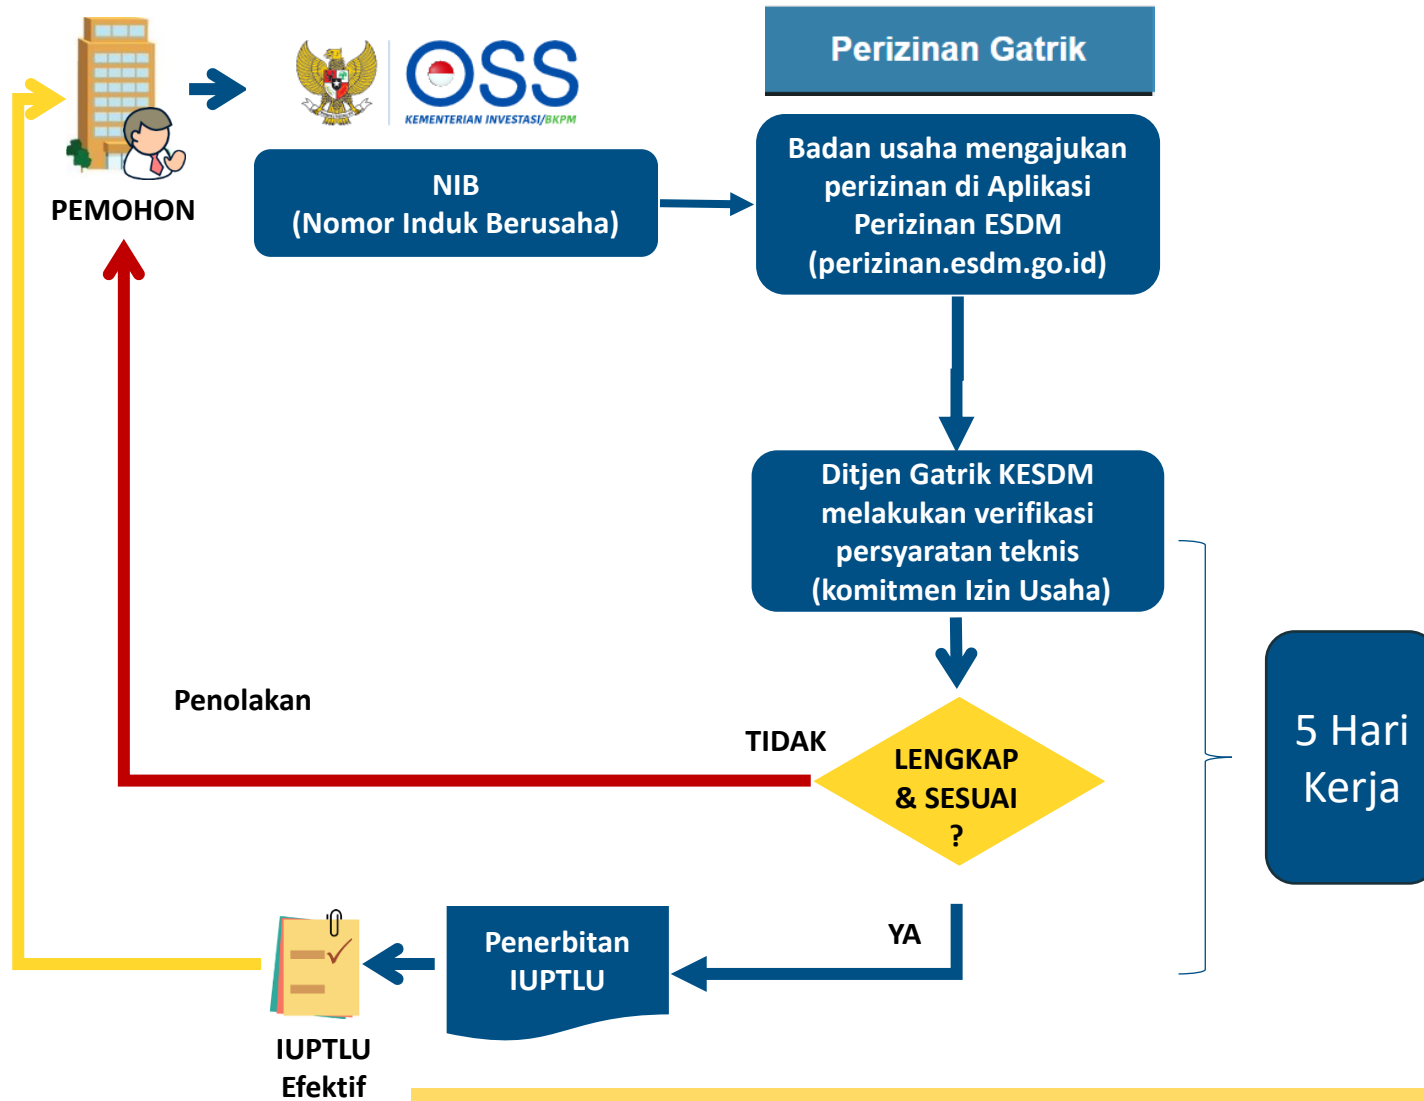 OSS
KEMENTERIAN INVESTASI/BKPM
Perizinan Gatrik
PEMOHON
NIB
(Nomor Induk Berusaha)
Badan usaha mengajukan
perizinan di Aplikasi
Perizinan ESDM
(perizinan.esdm.go.id)
Ditjen Gatrik KESDM
melakukan verifikasi
persyaratan teknis
(komitmen Izin Usaha)
5 Hari
Kerja
Penolakan
TIDAK
LENGKAP
& SESUAI
?
YA
Penerbitan
IUPTLU
IUPTLU
Efektif